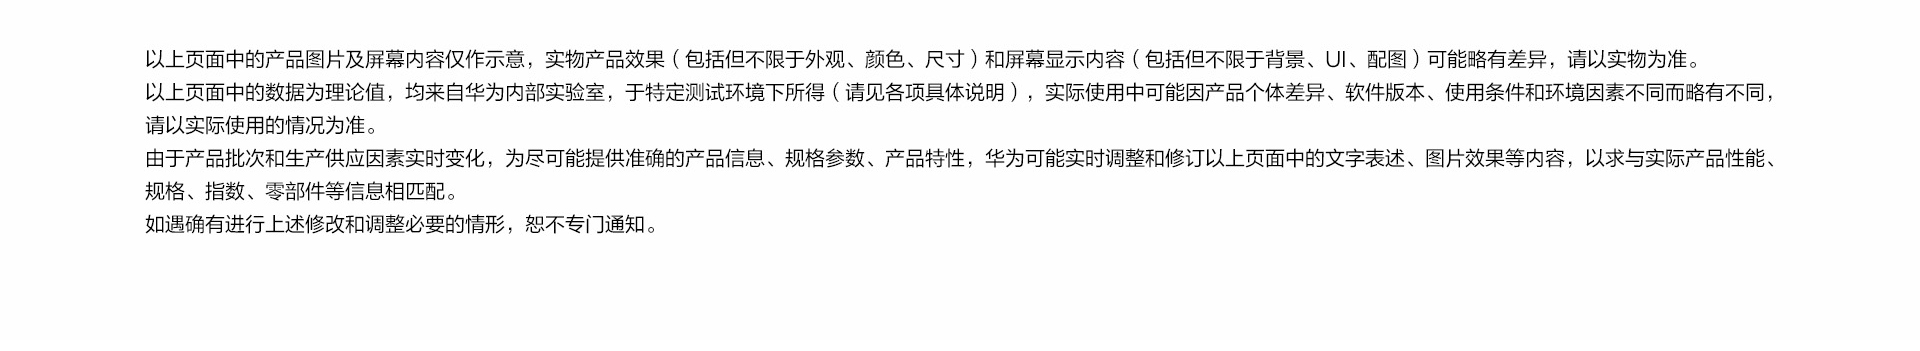 以上页面中的产品图片及屏幕内容仅作示意，实物产品效果（包括但不限于外观、颜色、尺寸）和屏幕显示内容（包括但不限于背景、UI、配图）可能略有差异，请以实物为准。
以上页面中的数据为理论值，均来自华为内部实验室，于特定测试环境下所得（请见各项具体说明），实际使用中可能因产品个体差异、软件版本、使用条件和环境因素不同而略有不同，
请以实际使用的情况为准。
由于产品批次和生产供应因素实时变化，为尽可能提供准确的产品信息、规格参数、产品特性，华为可能实时调整和修订以上页面中的文字表述、图片效果等内容，以求与实际产品性能、
规格、指数、零部件等信息相匹配。
如遇确有进行上述修改和调整必要的情形，恕不专门通知。